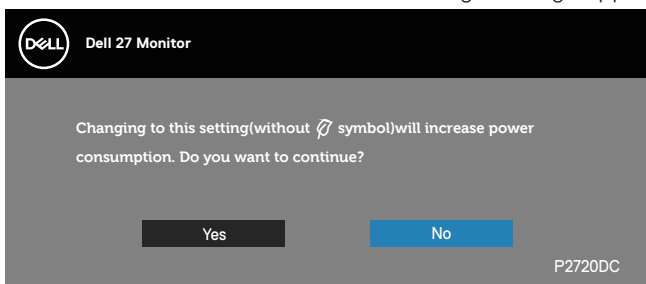 DELL
Dell 27 Monitor
Changing to this setting(without symbol)will increase power
consumption. Do you want to continue?
Yes
No
P2720DC